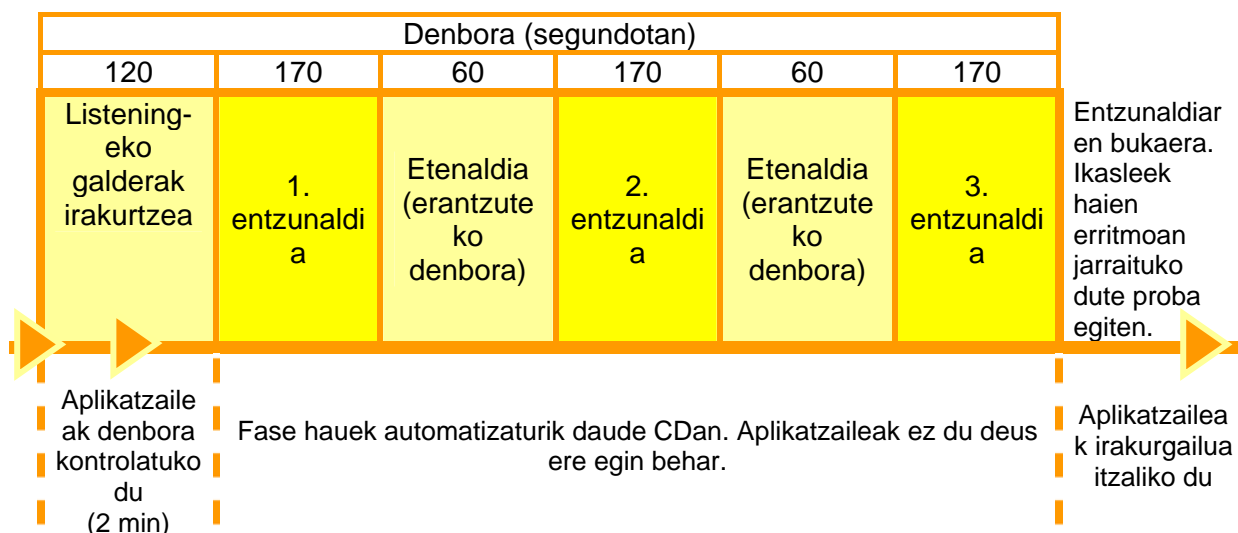 Denbora (segundotan)
120 170 60 170 60 170
Listening-
eko
galderak
irakurtzea
1.
entzunaldi
a
Etenaldia
(erantzute
ko
denbora)
2.
entzunaldi
a
Etenaldia
(erantzute
ko
denbora)
3.
entzunaldi
a
Entzunaldiar
en bukaera.
Ikasleek
haien
erritmoan
jarraituko
dute proba
egiten.
Aplikatzaile
ak denbora
kontrolatuko
du
(2 min)
Fase hauek automatizaturik daude CDan. Aplikatzaileak ez du deus
ere egin behar.
Aplikatzailea
k irakurgailua
itzaliko du